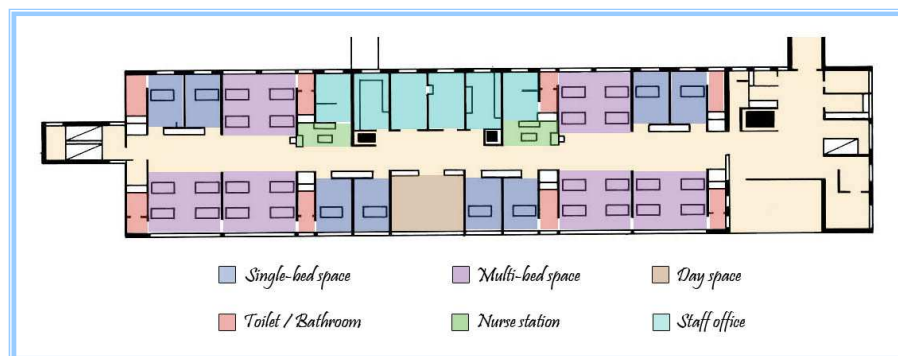 Single-bed space
Multi-bed space
Day space
Toilet / Bathroom
Nurse station
Staff office